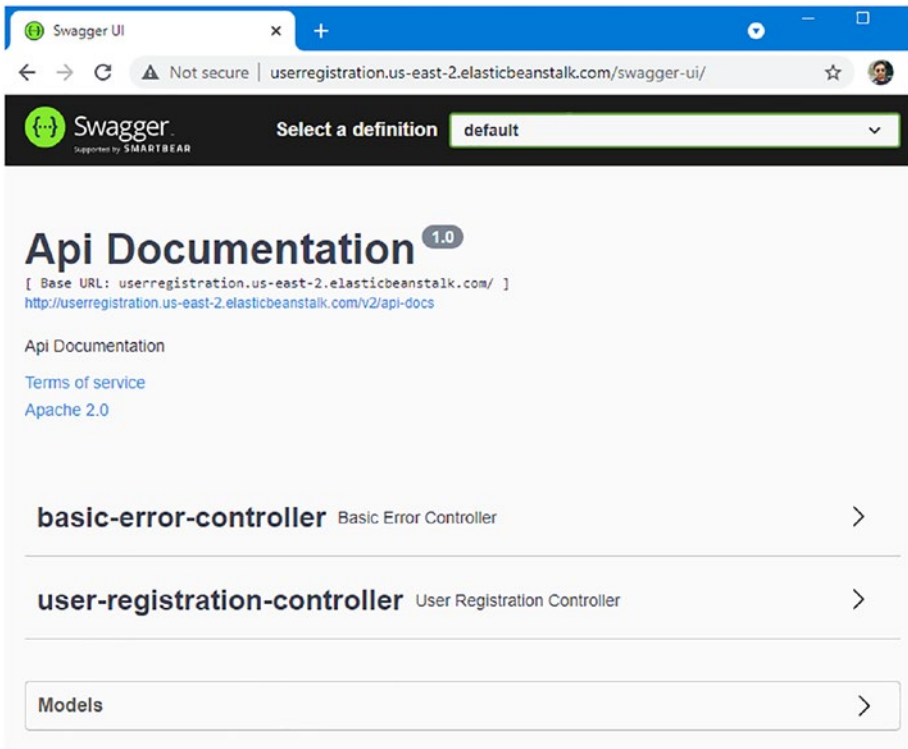 Swagger UI
Not secure | userregistration.us-east-2.elasticbeanstalk.com/swagger-ui/
Swagger.
Supported by SMARTBEAR
Select a definition
default
Api Documentation 1.0
[ Base URL: userregistration.us-east-2.elasticbeanstalk.com/ ]
http://userregistration.us-east-2.elasticbeanstalk.com/v2/api-docs
Api Documentation
Terms of service
Apache 2.0
basic-error-controller Basic Error Controller
user-registration-controller User Registration Controller
Models